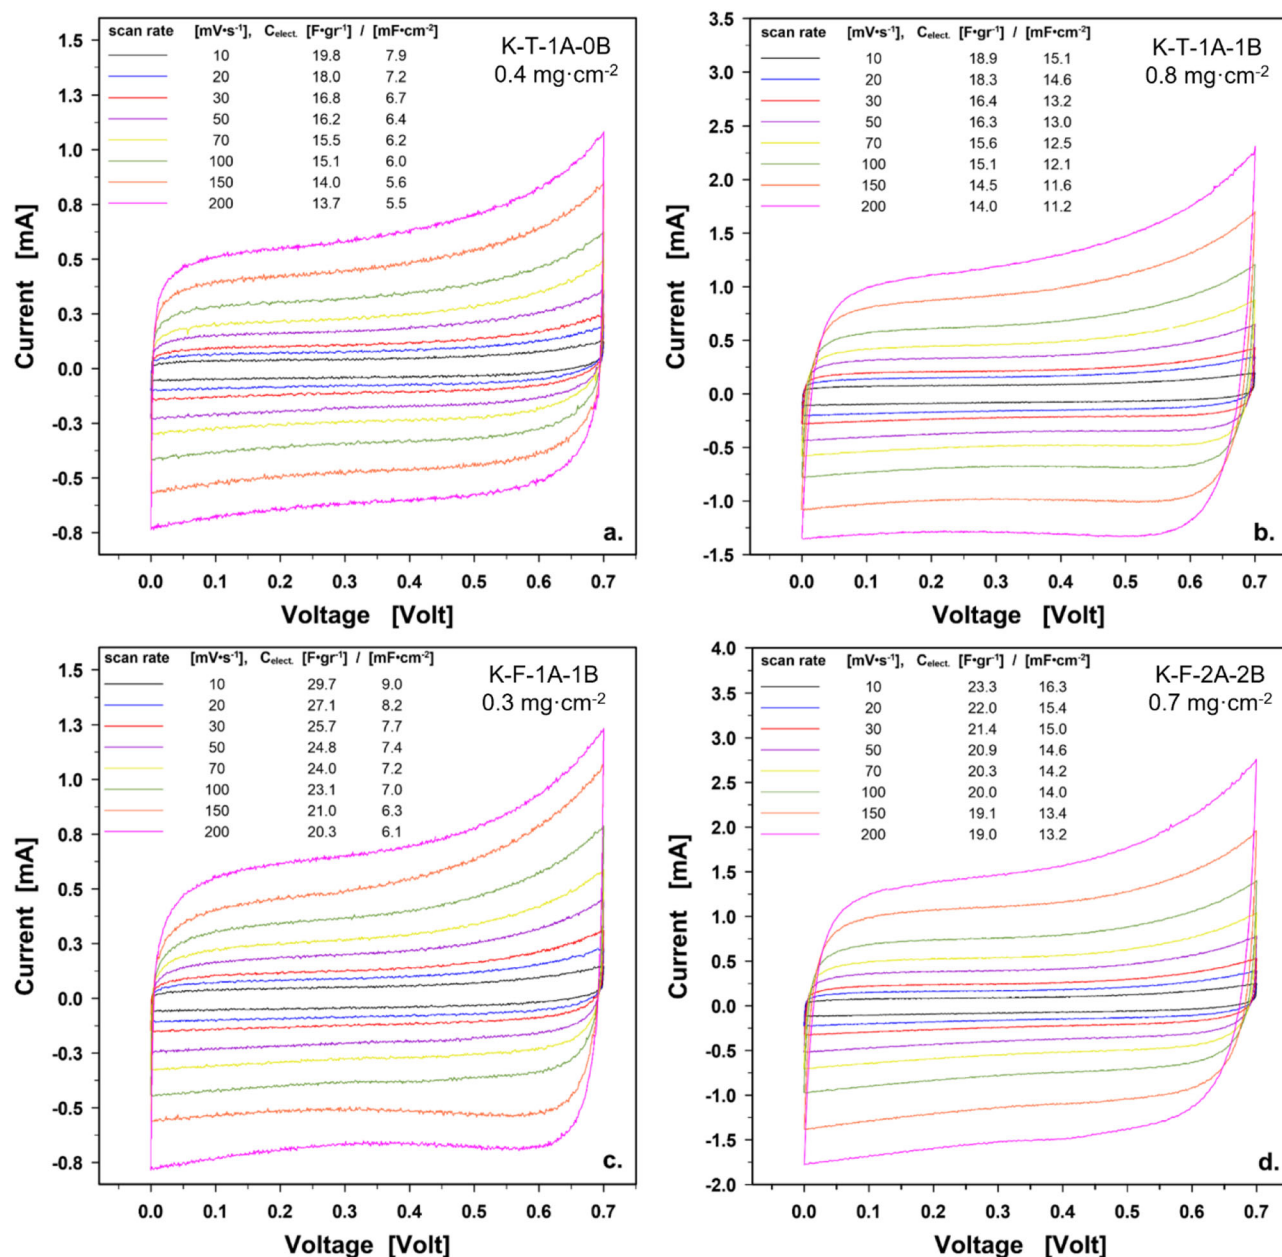 scan rate [mV•s⁻¹], C_elect. [F•gr⁻¹] / [mF•cm⁻²]
10 19.8 7.9
20 18.0 7.2
30 16.8 6.7
50 16.2 6.4
70 15.5 6.2
100 15.1 6.0
150 14.0 5.6
200 13.7 5.5
K-T-1A-0B
0.4 mg·cm⁻²
1.5
1.3
1.0
0.8
0.5
0.3
0.0
-0.3
-0.5
-0.8
Current [mA]
a.
0.0 0.1 0.2 0.3 0.4 0.5 0.6 0.7
Voltage [Volt]
scan rate [mV•s⁻¹], C_elect. [F•gr⁻¹] / [mF•cm⁻²]
10 18.9 15.1
20 18.3 14.6
30 16.4 13.2
50 16.3 13.0
70 15.6 12.5
100 15.1 12.1
150 14.5 11.6
200 14.0 11.2
K-T-1A-1B
0.8 mg·cm⁻²
3.5
3.0
2.5
2.0
1.5
1.0
0.5
0.0
-0.5
-1.0
-1.5
Current [mA]
b.
0.0 0.1 0.2 0.3 0.4 0.5 0.6 0.7
Voltage [Volt]
scan rate [mV•s⁻¹], C_elect. [F•gr⁻¹] / [mF•cm⁻²]
10 29.7 9.0
20 27.1 8.2
30 25.7 7.7
50 24.8 7.4
70 24.0 7.2
100 23.1 7.0
150 21.0 6.3
200 20.3 6.1
K-F-1A-1B
0.3 mg·cm⁻²
1.5
1.3
1.0
0.8
0.5
0.3
0.0
-0.3
-0.5
-0.8
Current [mA]
c.
0.0 0.1 0.2 0.3 0.4 0.5 0.6 0.7
Voltage [Volt]
scan rate [mV•s⁻¹], C_elect. [F•gr⁻¹] / [mF•cm⁻²]
10 23.3 16.3
20 22.0 15.4
30 21.4 15.0
50 20.9 14.6
70 20.3 14.2
100 20.0 14.0
150 19.1 13.4
200 19.0 13.2
K-F-2A-2B
0.7 mg·cm⁻²
4.0
3.5
3.0
2.5
2.0
1.5
1.0
0.5
0.0
-0.5
-1.0
-1.5
-2.0
Current [mA]
d.
0.0 0.1 0.2 0.3 0.4 0.5 0.6 0.7
Voltage [Volt]